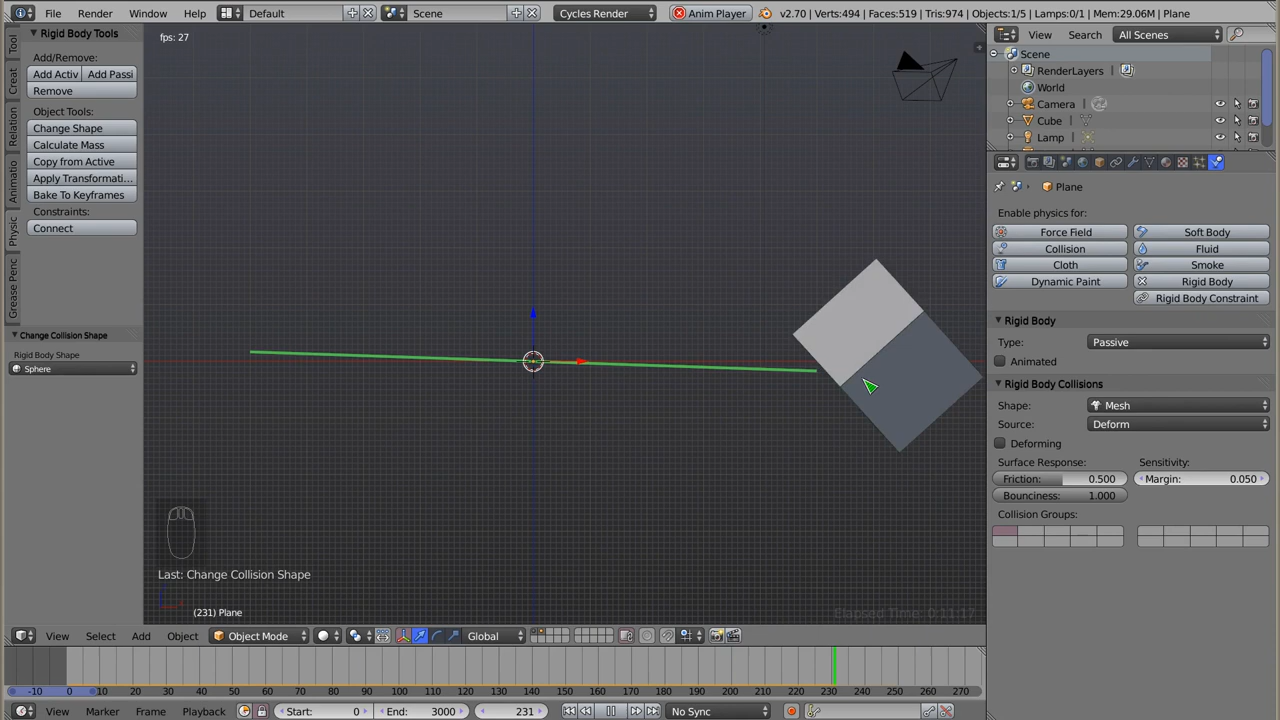 File Render Window Help Default Scene Cycles Render Anim Player v2.70 | Verts:494 | Faces:519 | Tris:974 | Objects:1/5 | Lamps:0/1 | Mem:29.06M | Plane
Rigid Body Tools
Add/Remove:
Add Activ Add Passi
Remove
Object Tools:
Change Shape
Calculate Mass
Copy from Active
Apply Transformati...
Bake To Keyframes
Constraints:
Connect
Tool
Creat
Relation
Animatio
Physic
Grease Penc
Change Collision Shape
Rigid Body Shape
Sphere
fps: 27
Last: Change Collision Shape
(231) Plane
Elapsed Time: 0:11:17
View Search All Scenes
Scene
RenderLayers
World
Camera
Cube
Lamp
Plane
Enable physics for:
Force Field Soft Body
Collision Fluid
Cloth Smoke
Dynamic Paint Rigid Body
Rigid Body Constraint
Rigid Body
Type: Passive
Animated
Rigid Body Collisions
Shape: Mesh
Source: Deform
Deforming
Surface Response: Sensitivity:
Friction: 0.500 Margin: 0.050
Bounciness: 1.000
Collision Groups:
View Select Add Object Object Mode Global
-10 0 10 20 30 40 50 60 70 80 90 100 110 120 130 140 150 160 170 180 190 200 210 220 230 240 250 260 270
View Marker Frame Playback Start: 0 End: 3000 231 No Sync